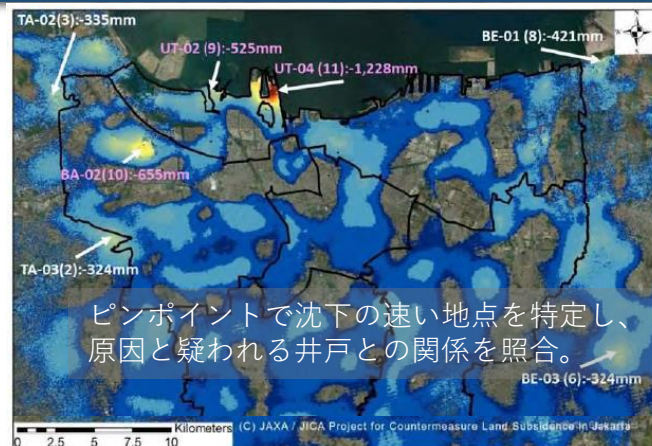 TA-02(3):-335mm
BE-01 (8):-421mm
UT-02 (9):-525mm
UT-04 (11):-1,228mm
BA-02(10):-655mm
TA-03(2):-324mm
ピンポイントで沈下の速い地点を特定し、
原因と疑われる井戸との関係を照合。
BE-03 (6):-324mm
Kilometers
0 2.5 5 7.5 10
(C) JAXA / JICA Project for Countermeasure Land Subsidence in Jakarta